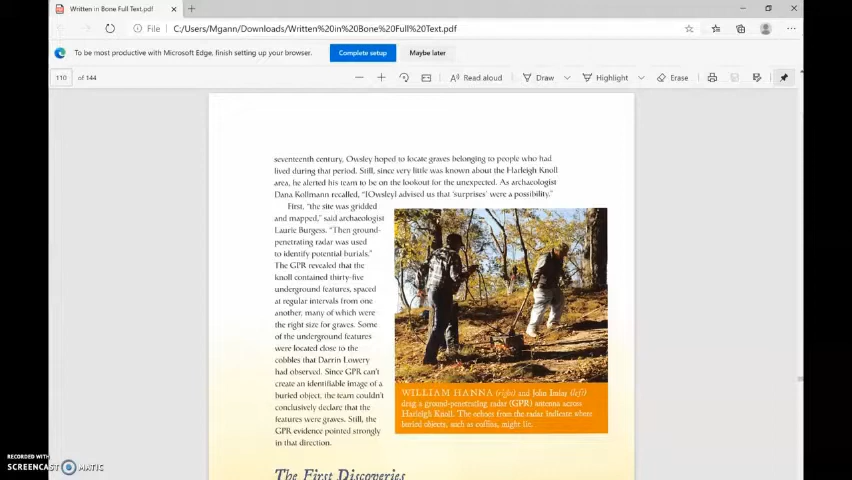 Written in Bone Full Text.pdf
File
C:/Users/Mgann/Downloads/Written%20in%20Bone%20Full%20Text.pdf
To be most productive with Microsoft Edge, finish setting up your browser.
Complete setup
Maybe later
110 of 144
Read aloud
Draw
Highlight
Erase
seventeenth century, Owsley hoped to locate graves belonging to people who had
lived during that period. Still, since very little was known about the Harleigh Knoll
area, he alerted his team to be on the lookout for the unexpected. As archaeologist
Dana Kollmann recalled, "[Owsley] advised us that 'surprises' were a possibility."
First, "the site was gridded
and mapped," said archaeologist
Laurie Burgess. "Then ground-
penetrating radar was used
to identify potential burials."
The GPR revealed that the
knoll contained thirty-five
underground features, spaced
at regular intervals from one
another, many of which were
the right size for graves. Some
of the underground features
were located close to the
cobbles that Darrin Lowery
had observed. Since GPR can't
create an identifiable image of a
buried object, the team couldn't
conclusively declare that the
features were graves. Still, the
GPR evidence pointed strongly
in that direction.
WILLIAM HANNA (right) and John Imlay (left)
drag a ground-penetrating radar (GPR) antenna across
Harleigh Knoll. The echoes from the radar indicate where
buried objects, such as coffins, might lie.
The First Discoveries
RECORDED WITH
SCREENCAST MATIC